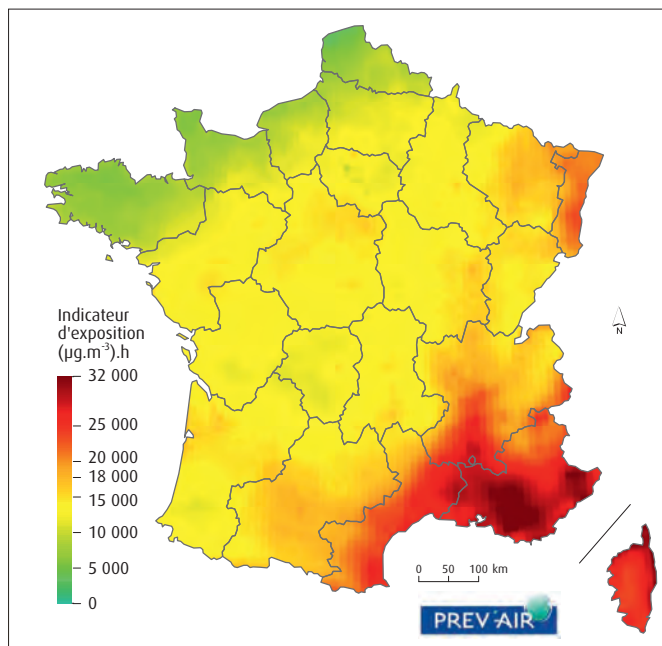 Indicateur
d'exposition
(µg.m⁻³).h
32 000
25 000
20 000
18 000
15 000
10 000
5 000
0
N
0 50 100 km
PREV'AIR